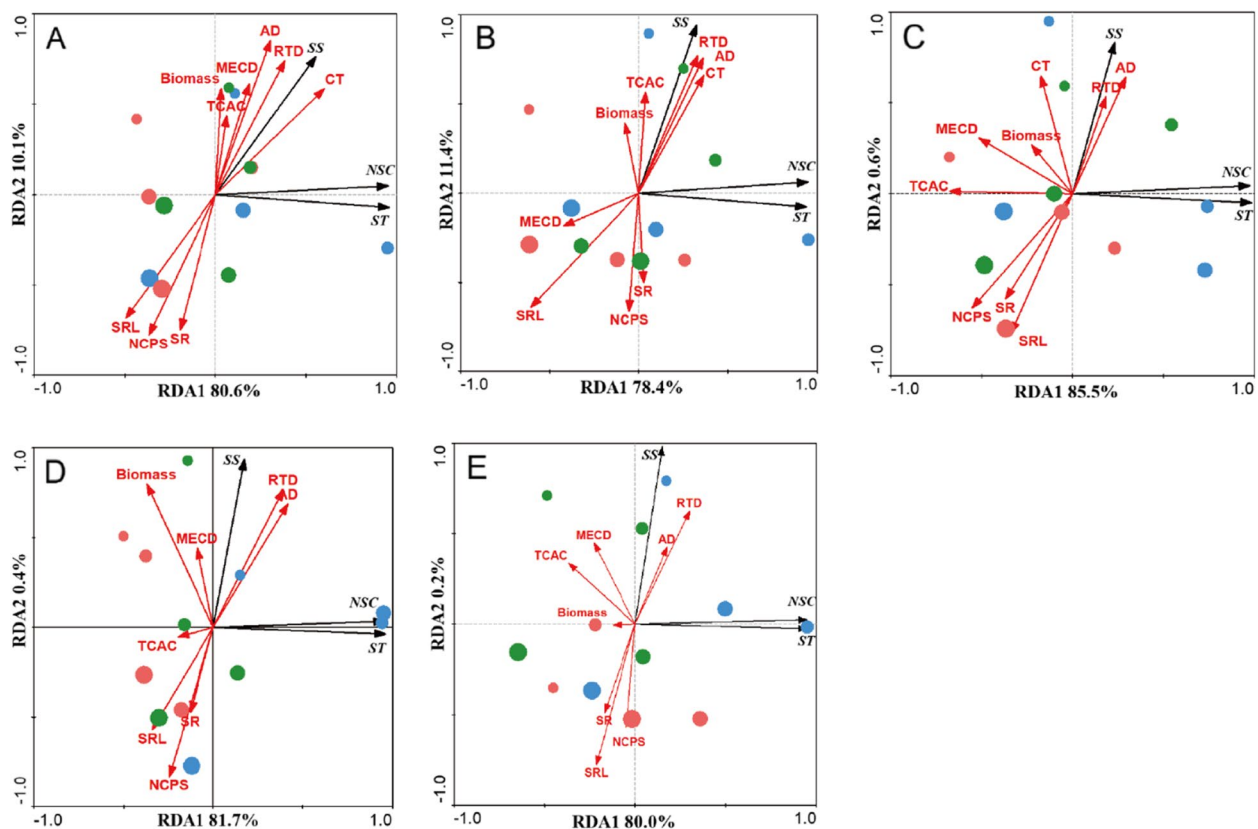 A
1.0
AD
RTD
SS
MECD
Biomass
CT
TCAC
NSC
ST
RDA2 10.1%
SRL
NCPS
SR
-1.0
-1.0
RDA1 80.6%
1.0
B
1.0
SS
RTD
AD
CT
TCAC
Biomass
NSC
ST
RDA2 11.4%
MECD
SR
SRL
NCPS
-1.0
-1.0
RDA1 78.4%
1.0
C
1.0
SS
CT
AD
RTD
MECD
Biomass
TCAC
NSC
ST
RDA2 0.6%
NCPS
SR
SRL
-1.0
-1.0
RDA1 85.5%
1.0
D
1.0
SS
Biomass
RTD
AD
MECD
NSC
ST
TCAC
RDA2 0.4%
SR
SRL
NCPS
-1.0
-1.0
RDA1 81.7%
1.0
E
1.0
SS
RTD
MECD
AD
TCAC
Biomass
NSC
ST
RDA2 0.2%
SR
NCPS
SRL
-1.0
-1.0
RDA1 80.0%
1.0